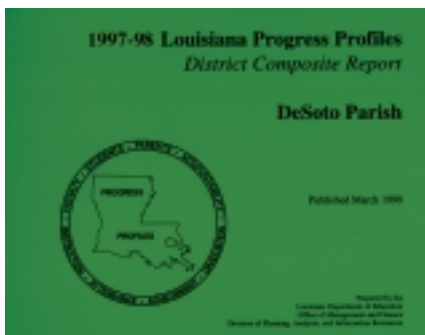 1997-98 Louisiana Progress Profiles
District Composite Report
DeSoto Parish
PROGRESS
PROFILES
Published March 1999
Prepared by the
Louisiana Department of Education
Office of Management and Finance
Division of Planning, Analysis, and Information Resources